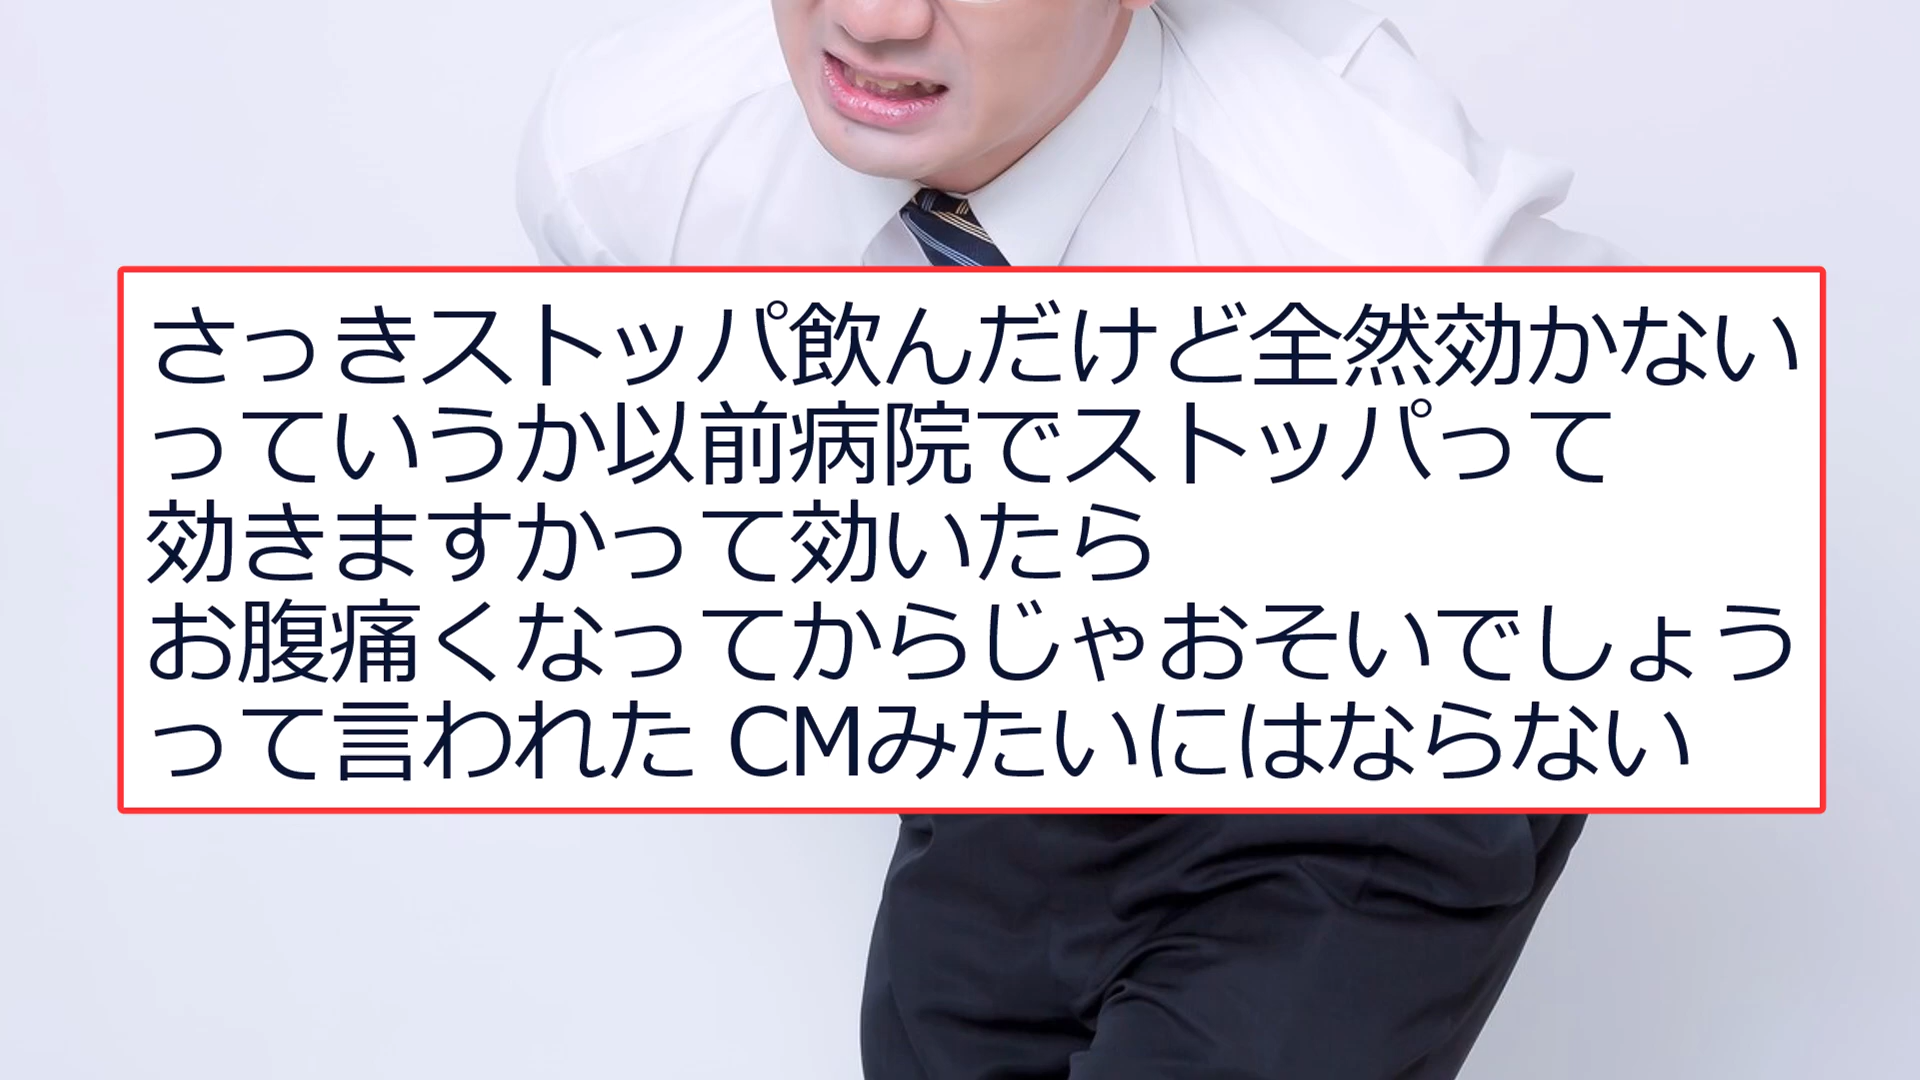 さっきストッパ飲んだけど全然効かない
っていうか以前病院でストッパって
効きますかって効いたら
お腹痛くなってからじゃおそいでしょう
って言われた CMみたいにはならない